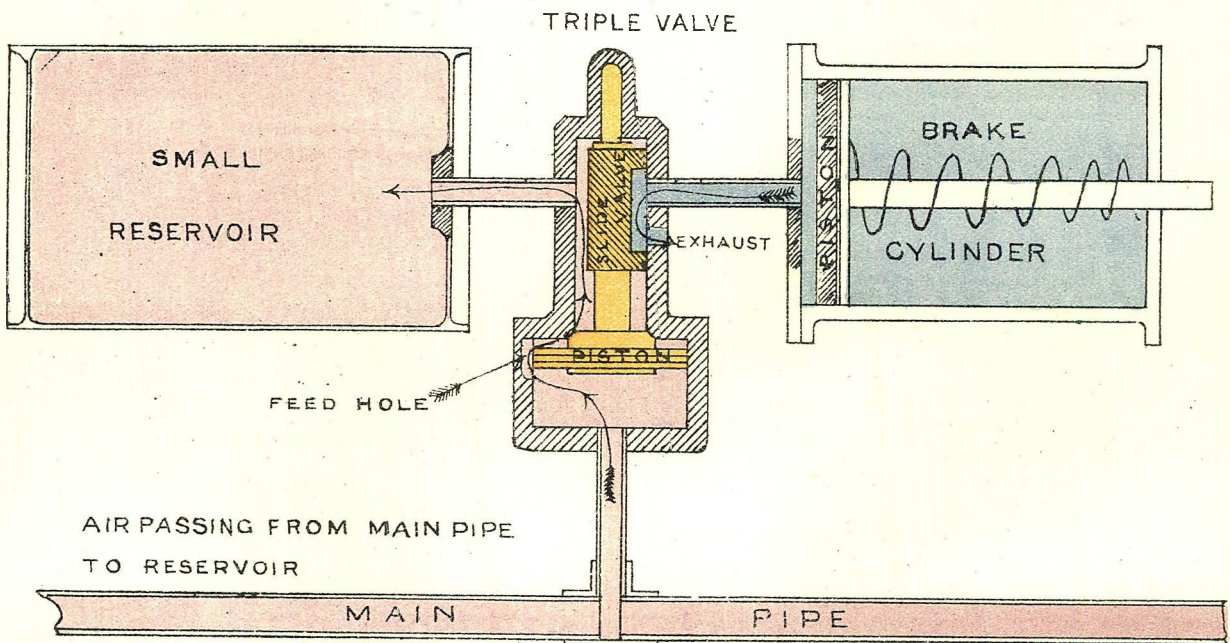 TRIPLE VALVE
SMALL
RESERVOIR
SLIDE VALVE
EXHAUST
BRAKE
CYLINDER
PISTON
PISTON
FEED HOLE
AIR PASSING FROM MAIN PIPE
TO RESERVOIR
MAIN PIPE